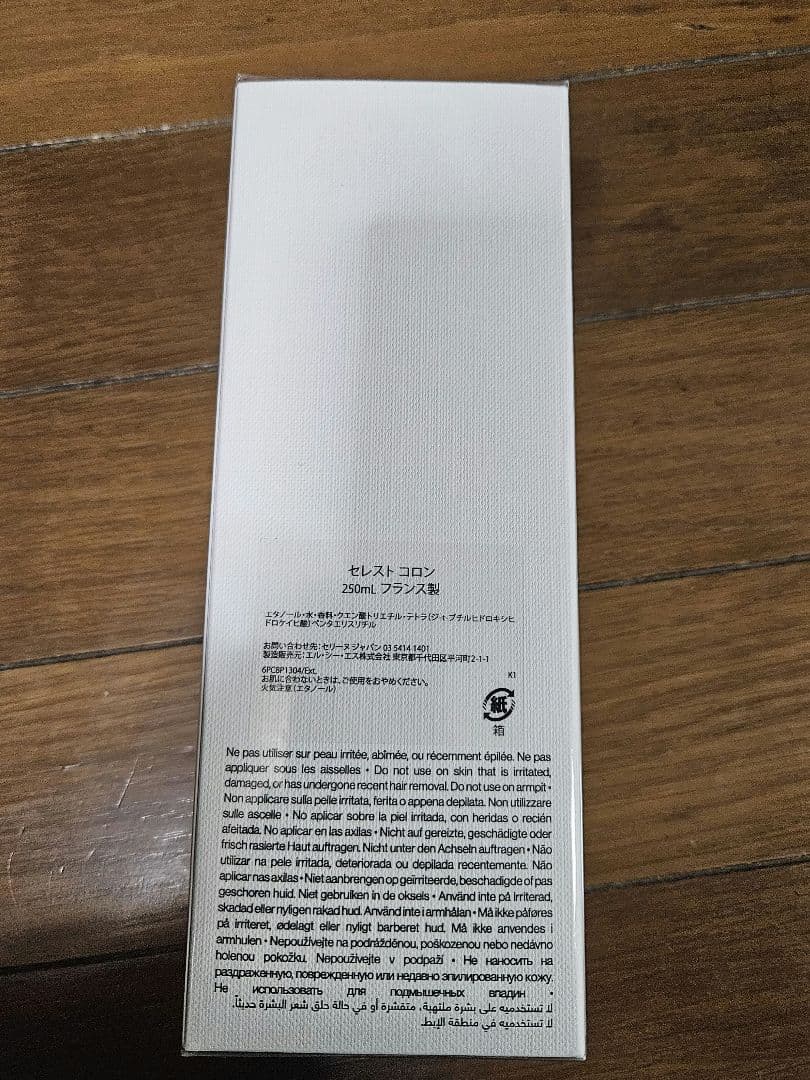 セレスト コロン
250mL フランス製
エタノール・水・香料・クエン酸トリエチル・テトラ(ジ-t-ブチルヒドロキシヒ
ドロケイヒ酸)ペンタエリスリチル
お問い合わせ先：セリーヌ ジャパン 03 5414 1401
製造販売元：エル・シー・エス株式会社 東京都千代田区平河町2-1-1
6PCBP1304/Ext.
K1
お肌に合わないときは、ご使用をおやめください。
火気注意（エタノール）
紙
箱
Ne pas utiliser sur peau irritée, abîmée, ou récemment épilée. Ne pas
appliquer sous les aisselles • Do not use on skin that is irritated,
damaged, or has undergone recent hair removal. Do not use on armpit •
Non applicare sulla pelle irritata, ferita o appena depilata. Non utilizzare
sulle ascelle • No aplicar sobre la piel irritada, con heridas o recién
afeitada. No aplicar en las axilas • Nicht auf gereizte, geschädigte oder
frisch rasierte Haut auftragen. Nicht unter den Achseln auftragen • Não
utilizar na pele irritada, deteriorada ou depilada recentemente. Não
aplicar nas axilas • Niet aanbrengen op geïrriteerde, beschadigde of pas
geschoren huid. Niet gebruiken in de oksels • Använd inte på irriterad,
skadad eller nyligen rakad hud. Använd inte i armhålan • Må ikke påføres
på irriteret, ødelagt eller nyligt barberet hud. Må ikke anvendes i
armhulen • Nepoužívejte na podrážděnou, poškozenou nebo nedávno
holenou pokožku. Nepoužívejte v podpaží • Не наносить на
раздраженную, поврежденную или недавно эпилированную кожу.
Не использовать для подмышечных впадин •
لا تستخدميه على بشرة ملتهبة، متقشرة أو في حالة حلق شعر البشرة حديثاً.
لا تستخدميه في منطقة الإبط.